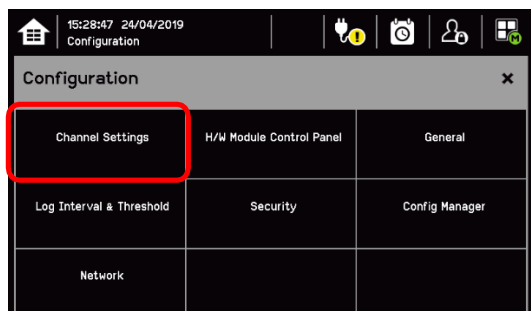 15:28:47 24/04/2019
Configuration
Configuration
Channel Settings
H/W Module Control Panel
General
Log Interval & Threshold
Security
Config Manager
Network
M